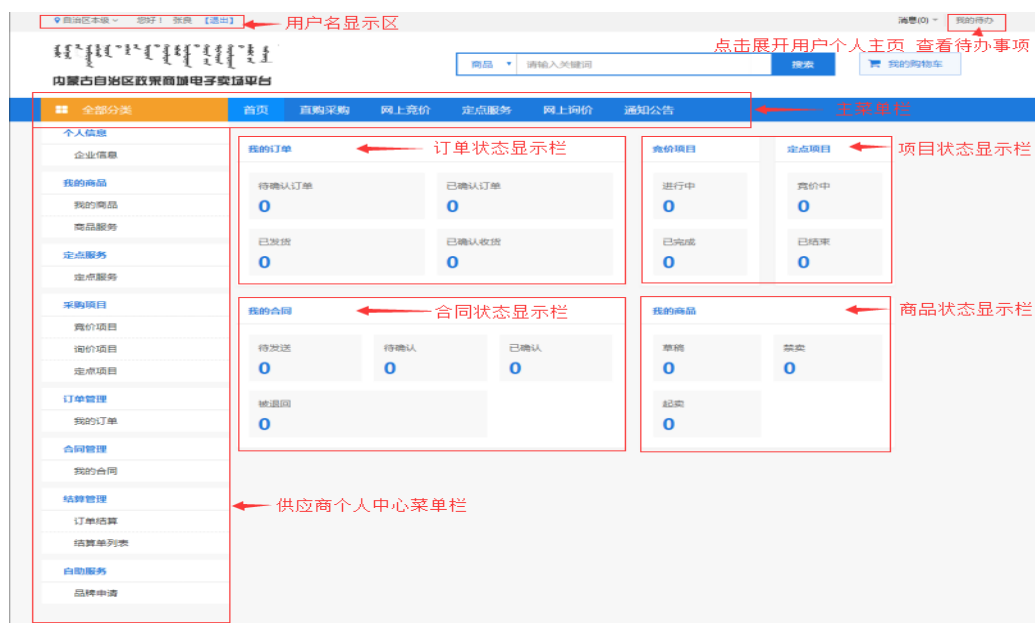 自治区本级 您好！ 张良 【退出】 用户名显示区 消息(0) 我的待办
点击展开用户个人主页 查看待办事项
商品 请输入关键词 搜索 我的购物车
内蒙古自治区政采商城电子卖场平台
全部分类 首页 直购采购 网上竞价 定点服务 网上询价 通知公告 主菜单栏
个人信息
企业信息
我的商品
我的商品
商品服务
定点服务
定点服务
采购项目
竞价项目
询价项目
定点项目
订单管理
我的订单
合同管理
我的合同
结算管理
订单结算
结算单列表
自助服务
品牌申请
供应商个人中心菜单栏
我的订单 订单状态显示栏
待确认订单 已确认订单
0 0
已发货 已确认收货
0 0
竞价项目 定点项目 项目状态显示栏
进行中 竞价中
0 0
已完成 已结束
0 0
我的合同 合同状态显示栏
待发送 待确认 已确认
0 0 0
被退回
0
我的商品 商品状态显示栏
草稿 禁卖
0 0
起卖
0